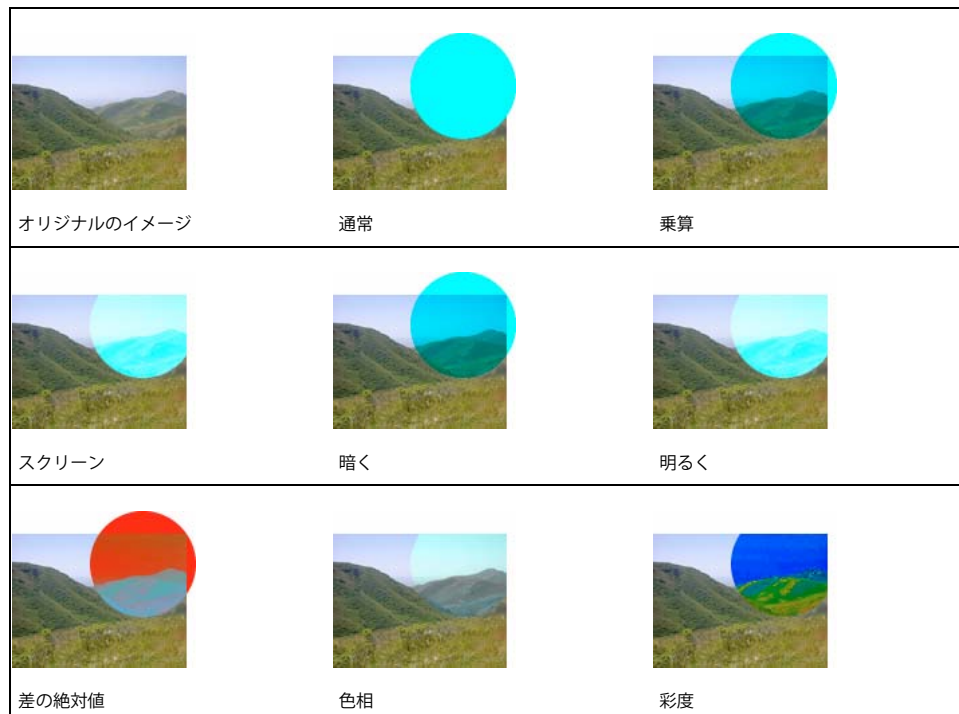 オリジナルのイメージ
通常
乗算
スクリーン
暗く
明るく
差の絶対値
色相
彩度